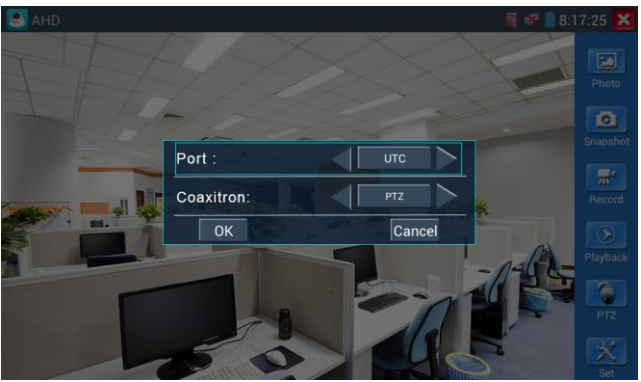 AHD 8:17:25
Photo
Snapshot
Port : UTC
Coaxitron: PTZ
OK Cancel
Record
Playback
PTZ
Set